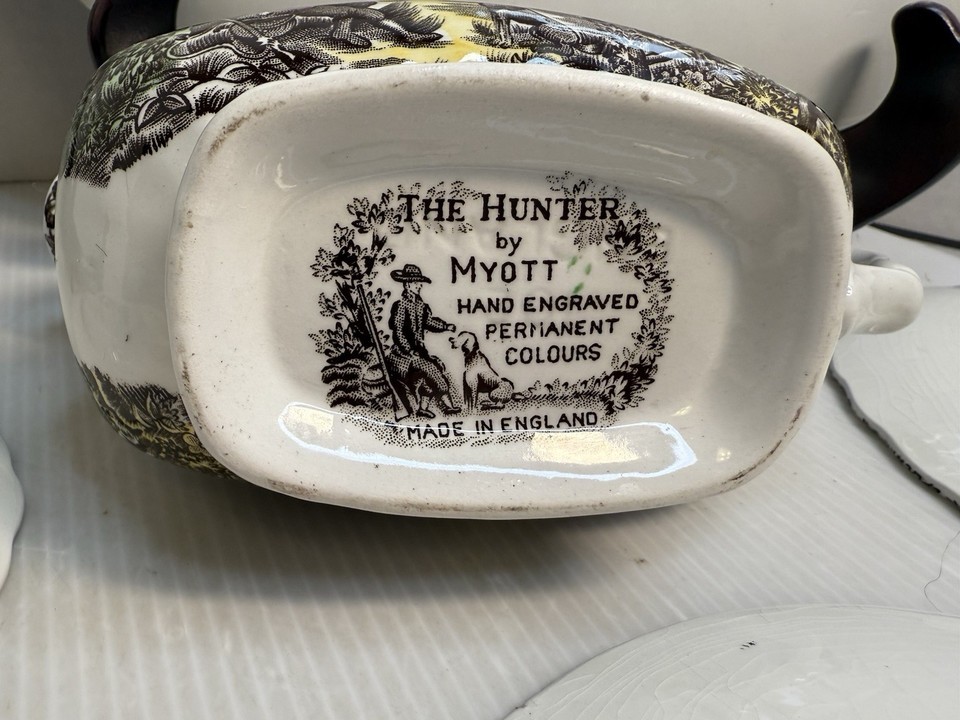 THE HUNTER
by
MYOTT
HAND ENGRAVED
PERMANENT
COLOURS
MADE IN ENGLAND